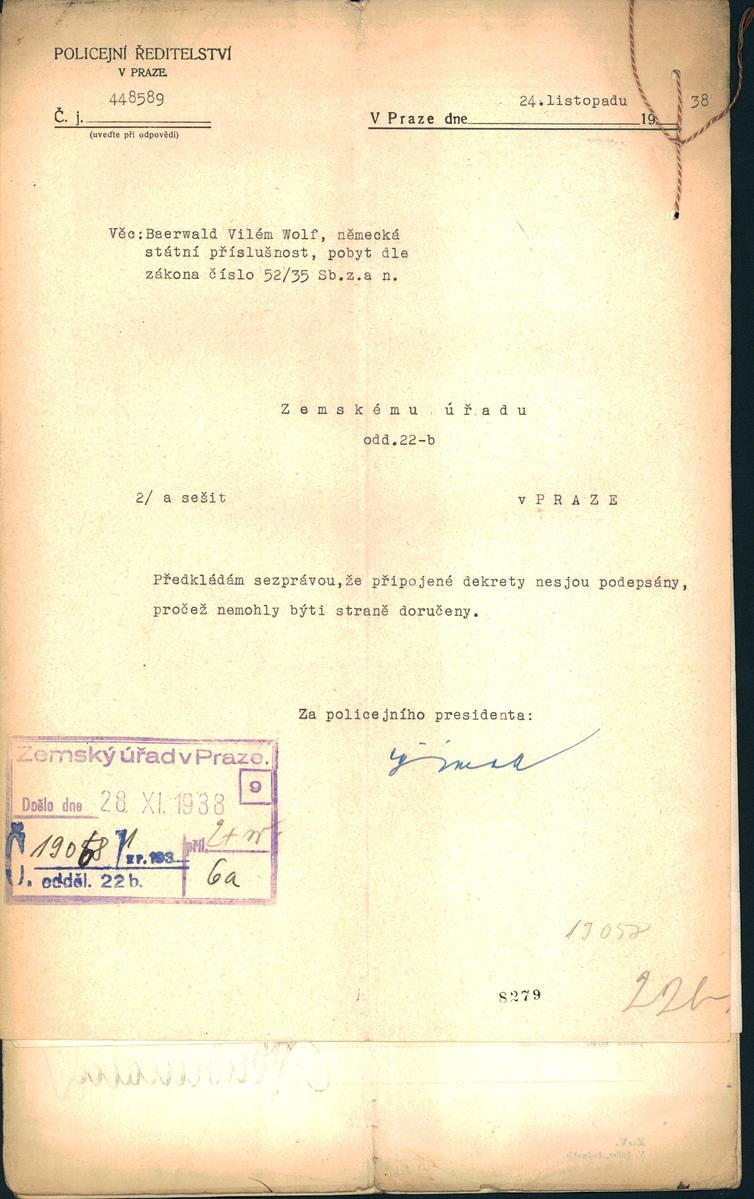 POLICEJNÍ ŘEDITELSTVÍ
V PRAZE.
448589
Č. j.
(uveďte při odpovědi)
24.listopadu 38
V Praze dne 19
Věc:Baerwald Vilém Wolf, německá
státní příslušnost, pobyt dle
zákona číslo 52/35 Sb.z.a n.
Zemskému úřadu
odd.22-b
2/ a sešit
v PRAZE
Předkládám sezprávou,že připojené dekrety nesjou podepsány,
pročež nemohly býti straně doručeny.
Za policejního presidenta:
Zemský úřad v Praze.
9
Došlo dne 28 XI. 1938
Č
z r. 193
příl.
J. odděl. 22 b.
6a
19058
8279
22b